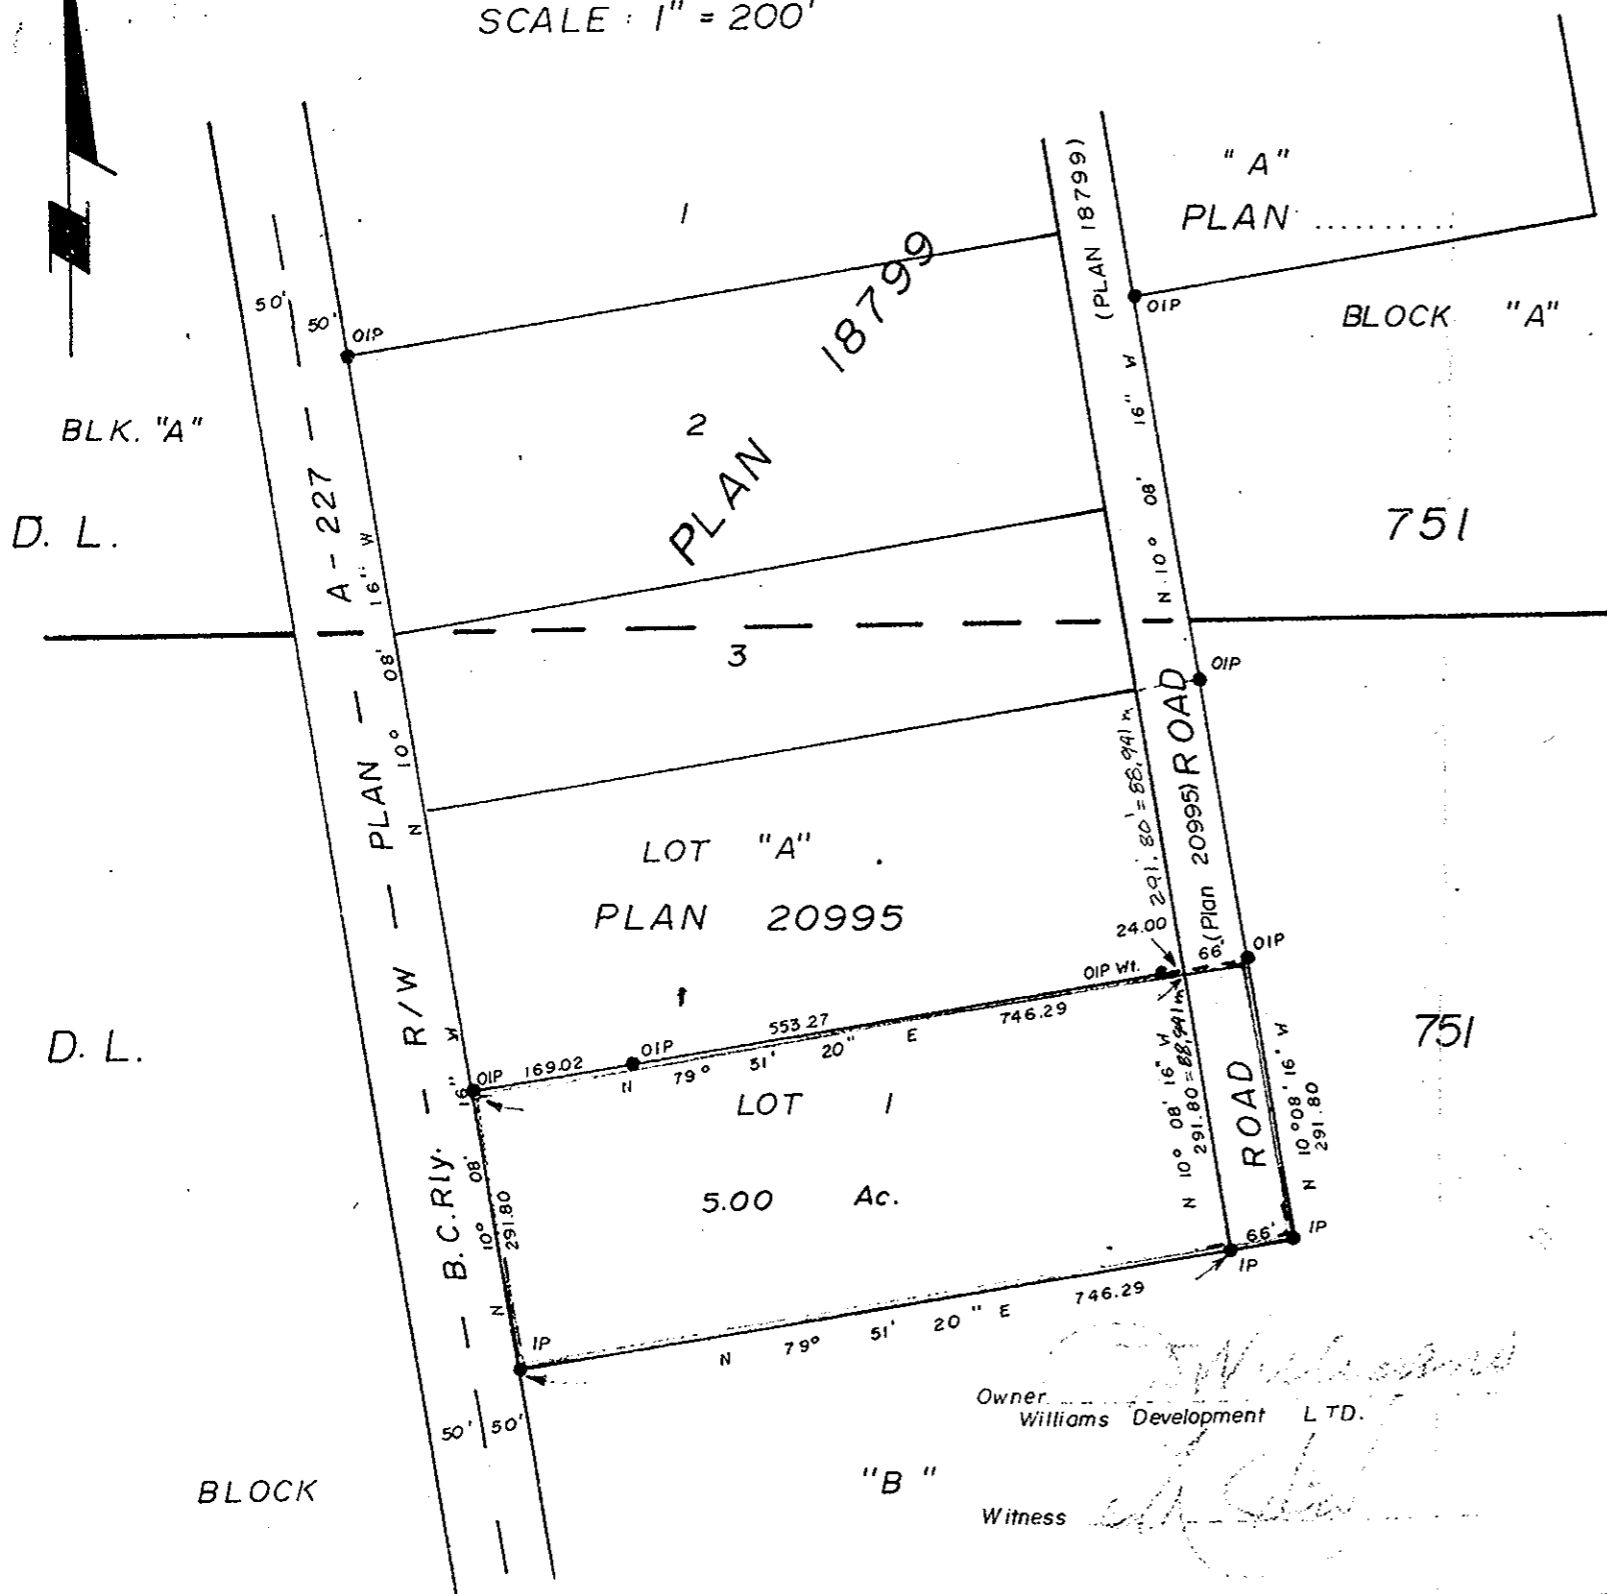 SCALE : 1" = 200'
"A"
PLAN ..........
(PLAN 18799)
1
50'
50'
OIP
OIP
BLOCK "A"
PLAN 18799
2
BLK. "A"
D. L.
751
N 10° 08' 16" W
N 10° 08' 16" W
3
OIP
B.C. Rly. R/W PLAN A-227
ROAD
(Plan 20995)
291.80' = 88,941 m
LOT "A"
PLAN 20995
24.00
66'
OIP
OIP Wt.
D. L.
751
OIP
169.02
OIP
553.27
746.29
N 79° 51' 20" E
LOT 1
5.00 Ac.
16" W
N 10° 08'
291.80
N 10° 08' 16" W
291.80 = 88,941 m
ROAD
N 10° 08' 16" W
291.80
66'
IP
IP
IP
N 79° 51' 20" E
746.29
50'
50'
Owner
Williams Development LTD.
BLOCK "B"
Witness